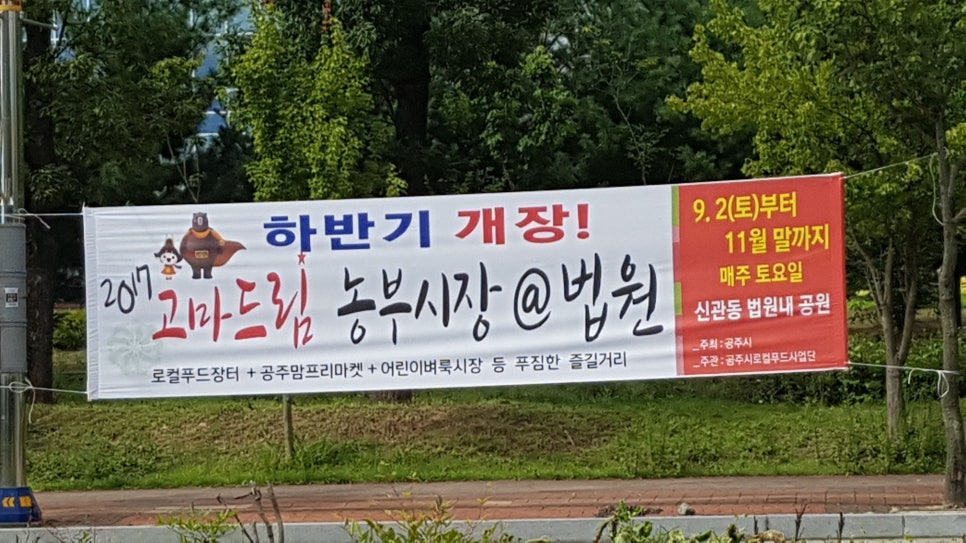 하반기 개장!
2017 고마드림 농부시장 @ 법원
로컬푸드장터 + 공주맘프리마켓 + 어린이벼룩시장 등 푸짐한 즐길거리
9. 2(토)부터
11월 말까지
매주 토요일
신관동 법원내 공원
_주최 : 공주시
_주관 : 공주시로컬푸드사업단